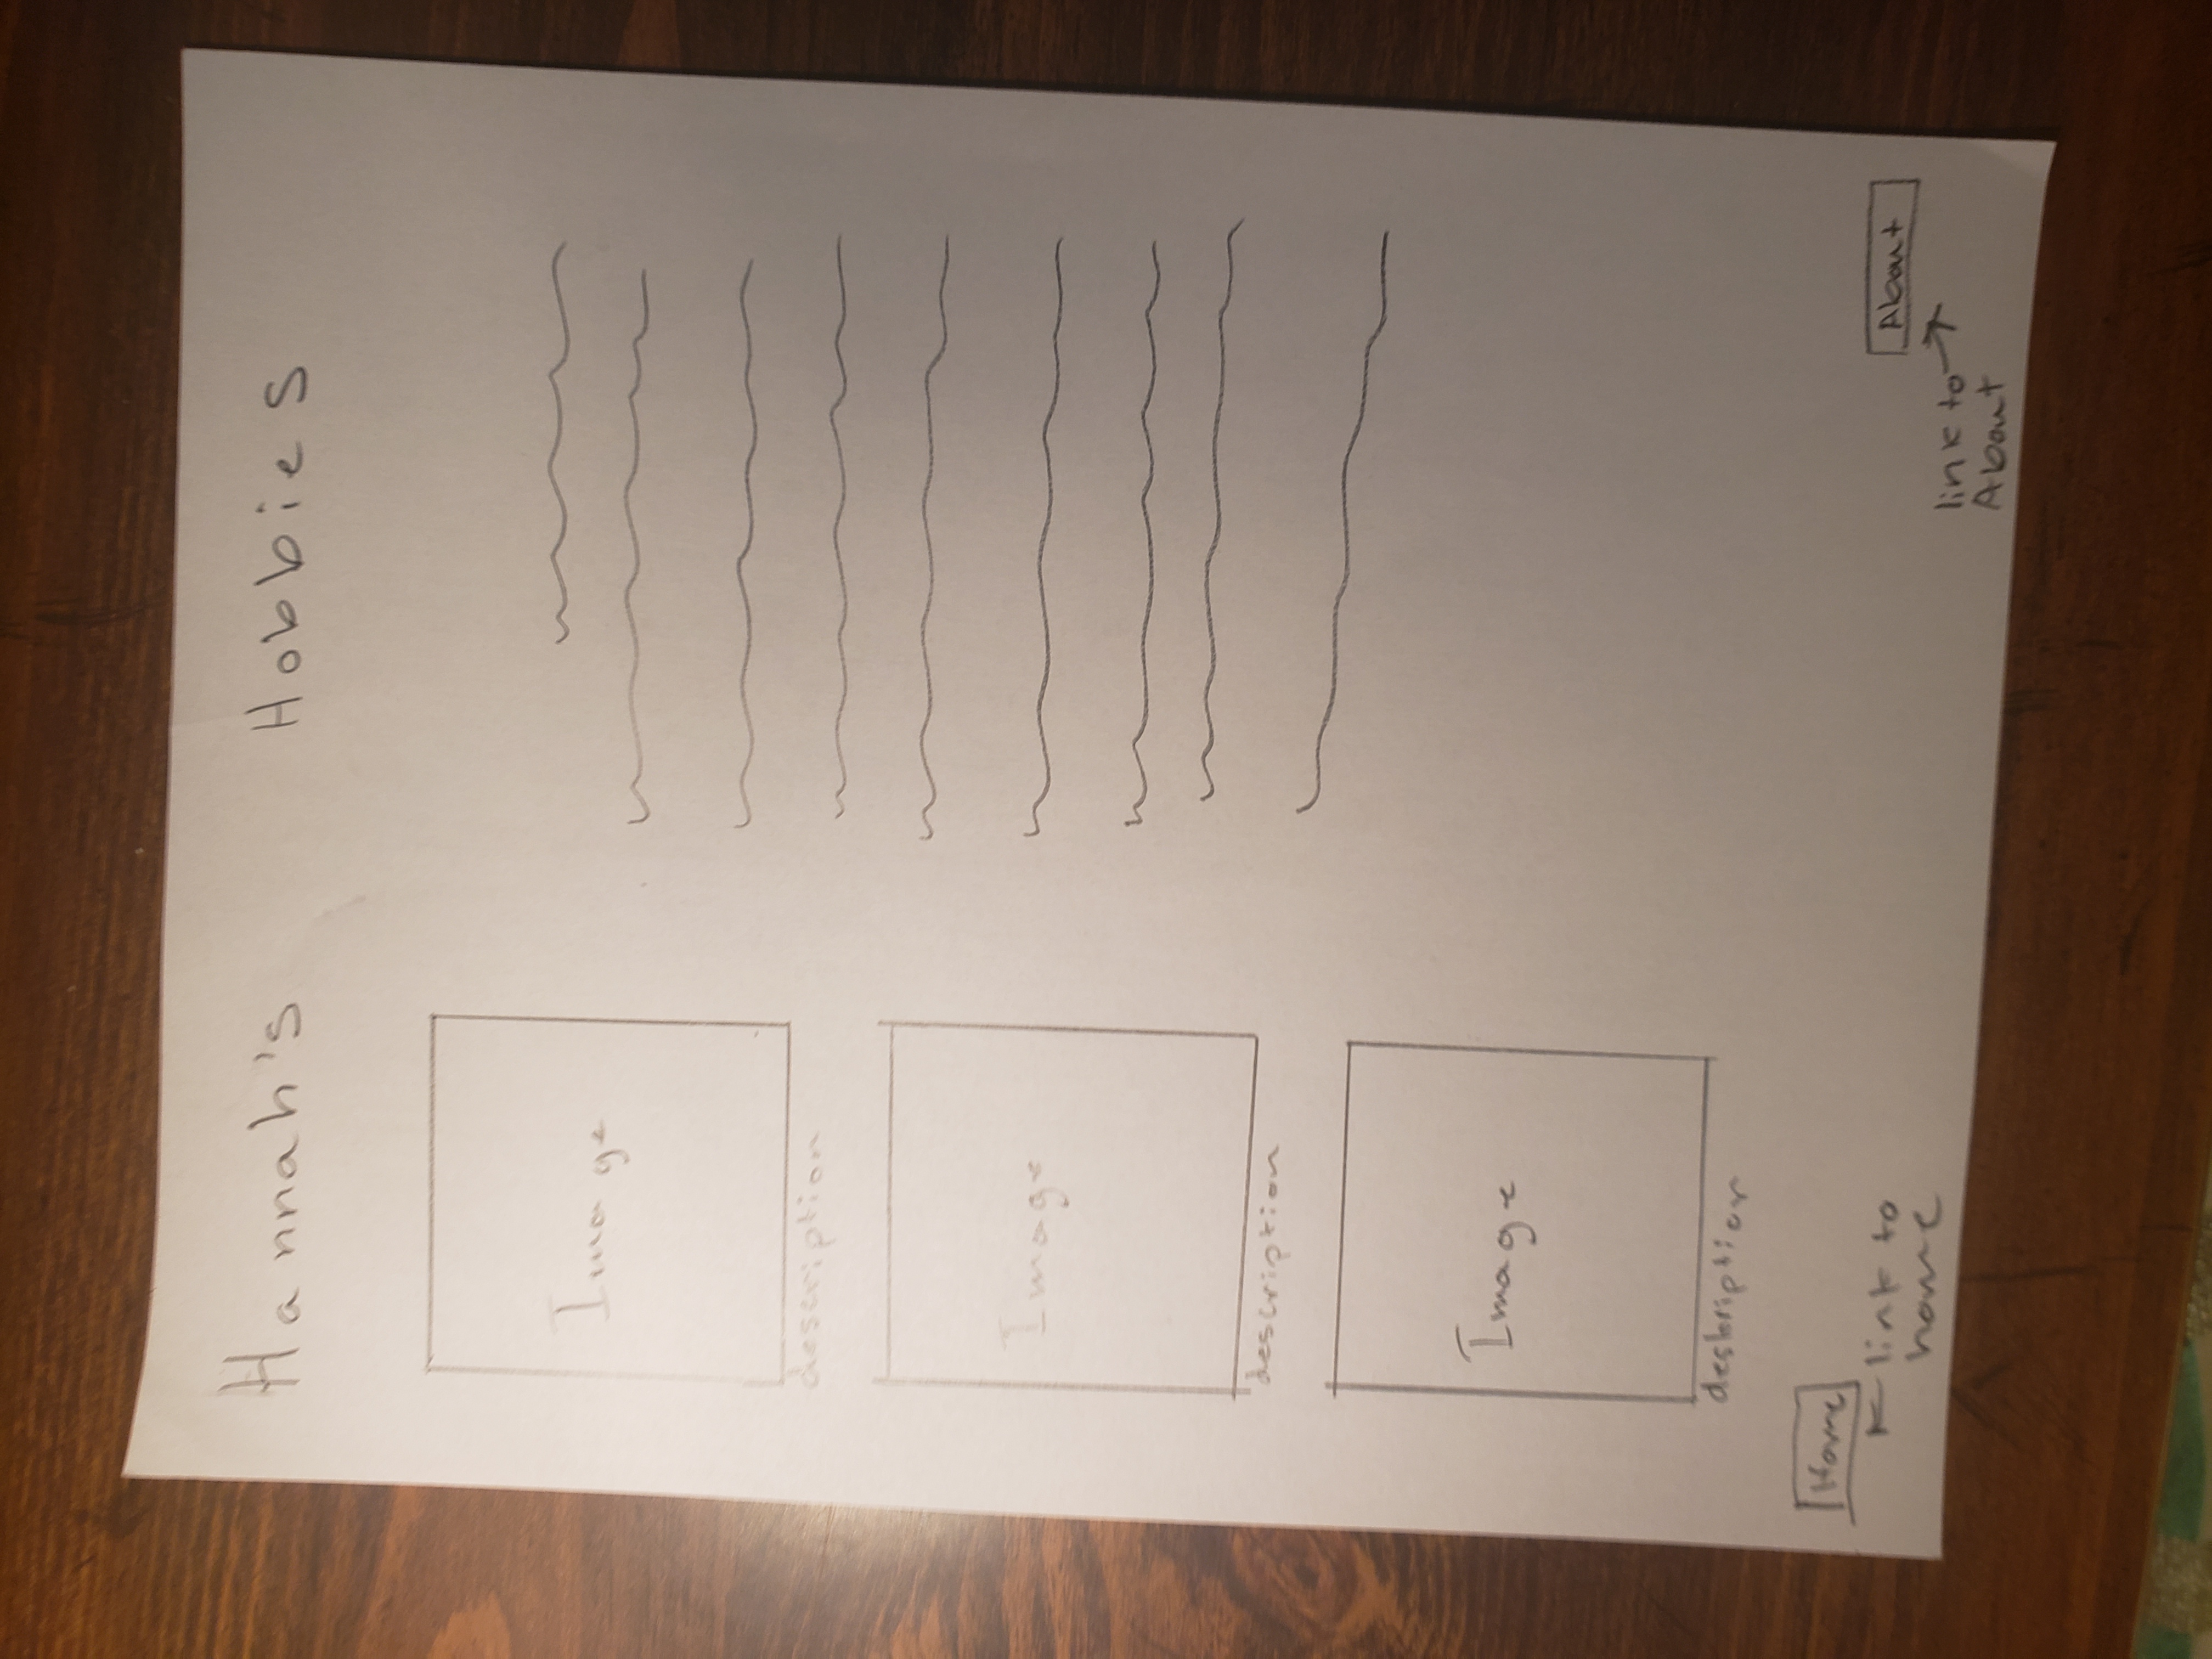 Hannah's Hobbies
Image
description
Image
description
Image
description
Home
link to
home
About
link to
About